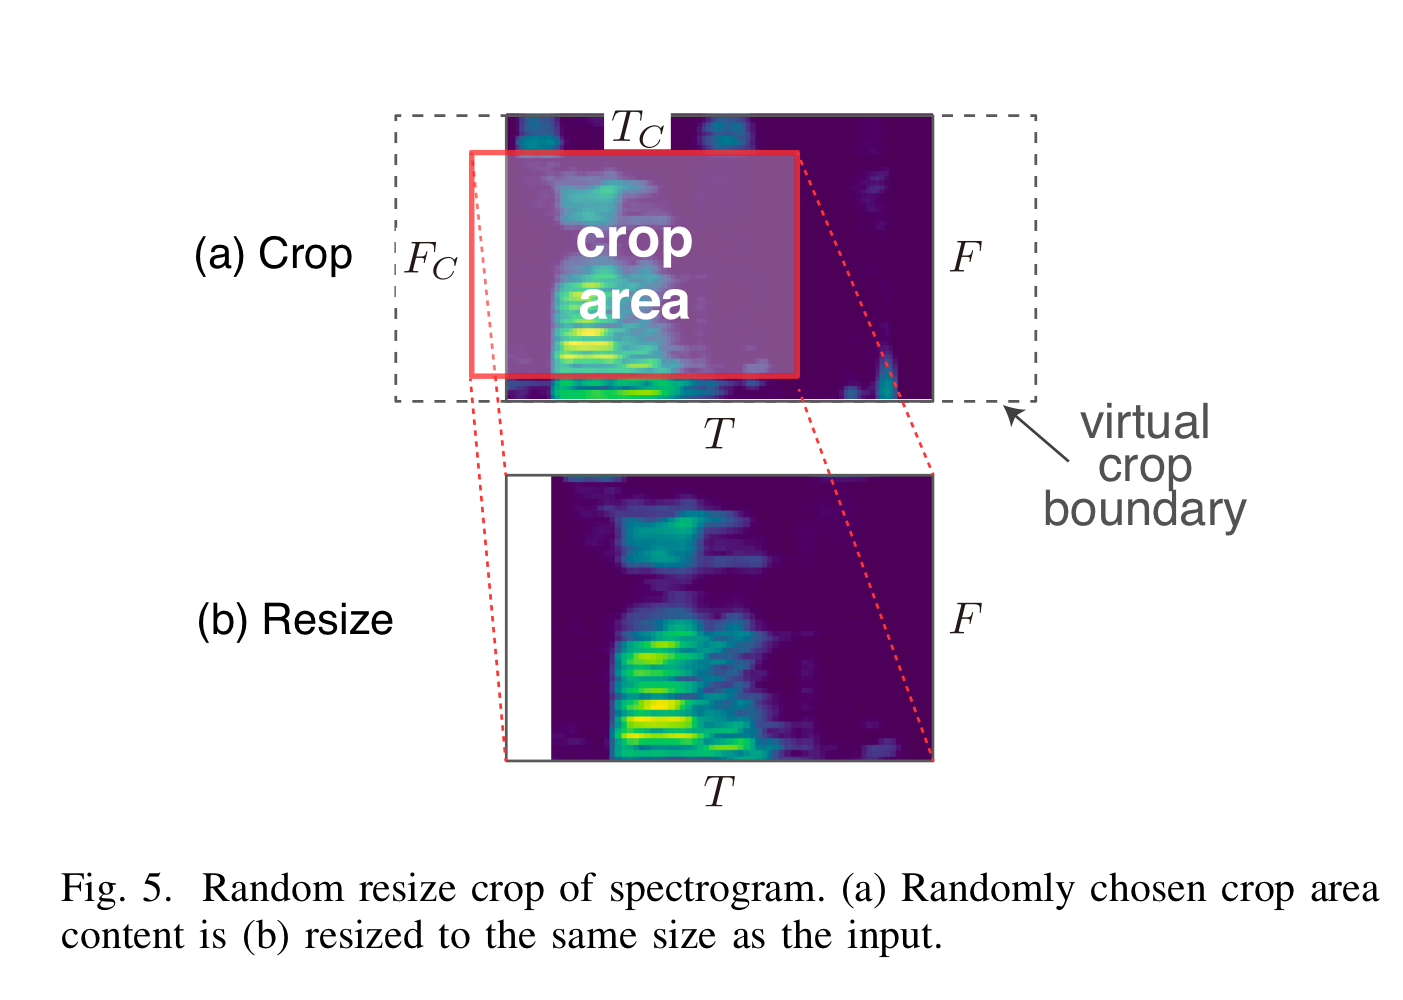 T_C
(a) Crop
F_C
crop
area
F
T
virtual
crop
boundary
(b) Resize
F
T
Fig. 5. Random resize crop of spectrogram. (a) Randomly chosen crop area
content is (b) resized to the same size as the input.